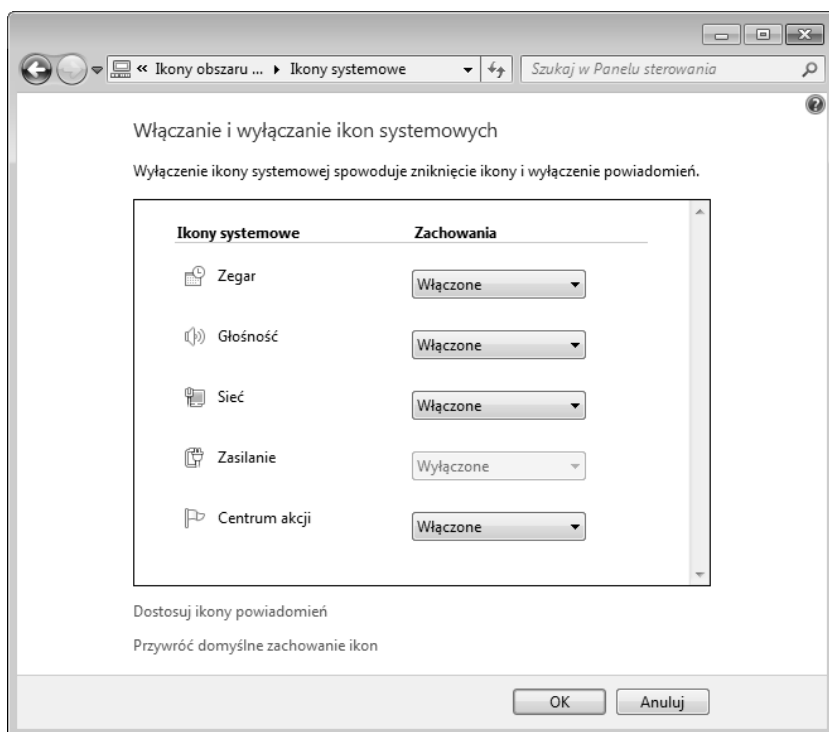 « Ikony obszaru ... ▸ Ikony systemowe
Szukaj w Panelu sterowania
Włączanie i wyłączanie ikon systemowych
Wyłączenie ikony systemowej spowoduje zniknięcie ikony i wyłączenie powiadomień.
Ikony systemowe Zachowania
Zegar Włączone
Głośność Włączone
Sieć Włączone
Zasilanie Wyłączone
Centrum akcji Włączone
Dostosuj ikony powiadomień
Przywróć domyślne zachowanie ikon
OK Anuluj